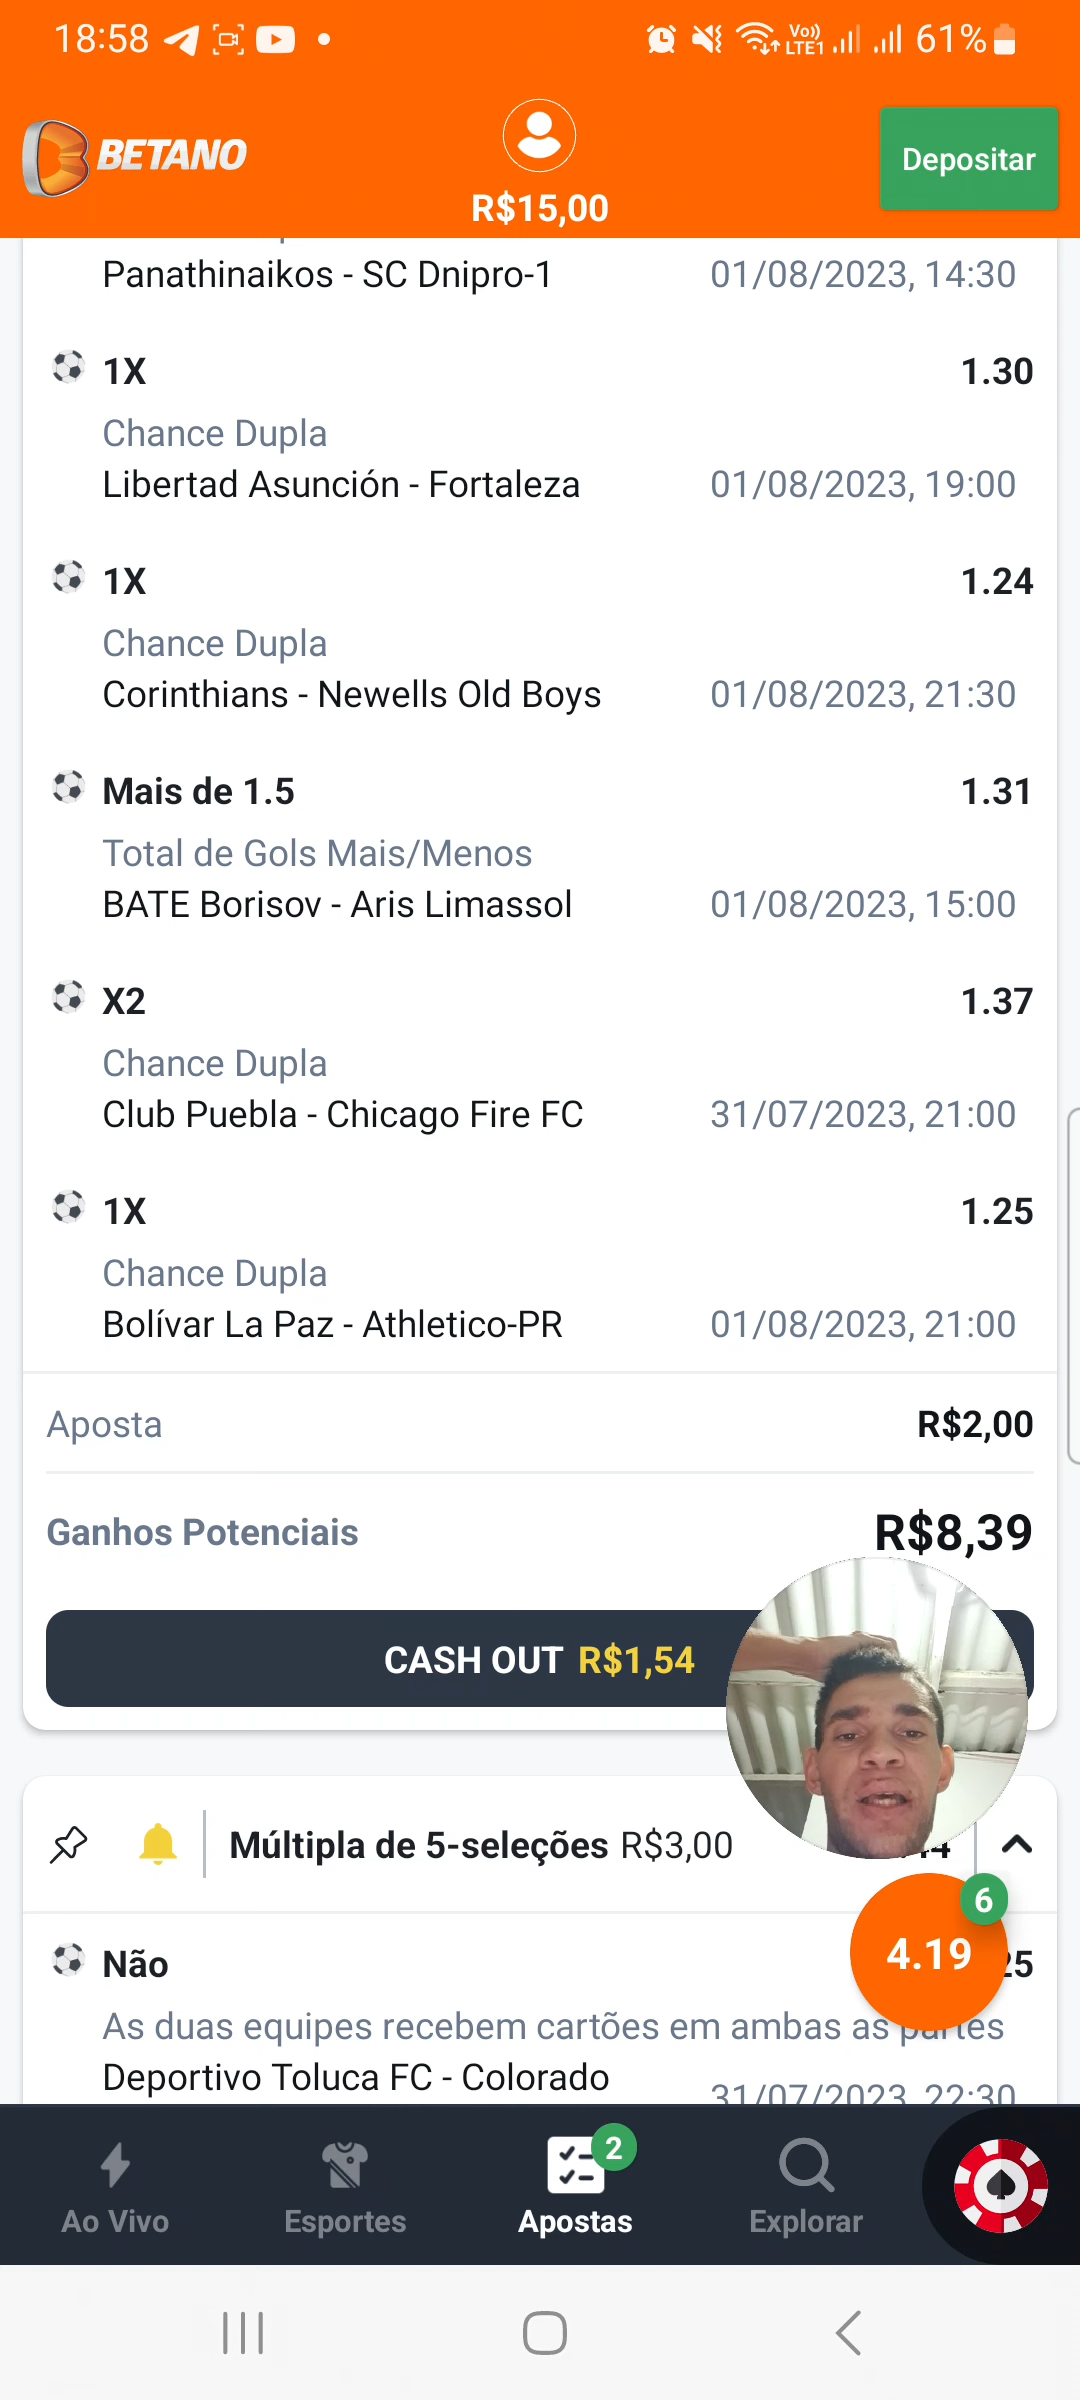 18:58
Vo))
LTE1
61%
BETANO
R$15,00
Depositar
Panathinaikos - SC Dnipro-1 01/08/2023, 14:30
1X 1.30
Chance Dupla
Libertad Asunción - Fortaleza 01/08/2023, 19:00
1X 1.24
Chance Dupla
Corinthians - Newells Old Boys 01/08/2023, 21:30
Mais de 1.5 1.31
Total de Gols Mais/Menos
BATE Borisov - Aris Limassol 01/08/2023, 15:00
X2 1.37
Chance Dupla
Club Puebla - Chicago Fire FC 31/07/2023, 21:00
1X 1.25
Chance Dupla
Bolívar La Paz - Athletico-PR 01/08/2023, 21:00
Aposta R$2,00
Ganhos Potenciais R$8,39
CASH OUT R$1,54
Múltipla de 5-seleções R$3,00
6
4.19
Não
As duas equipes recebem cartões em ambas as partes
Deportivo Toluca FC - Colorado 31/07/2023, 22:30
2
Ao Vivo Esportes Apostas Explorar